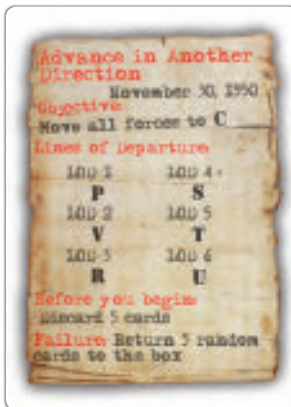 Advance in Another
Direction
November 30, 1950
Objective:
Move all forces to C
Lines of Departure:
LOD 1 LOD 4
P S
LOD 2 LOD 5
V T
LOD 3 LOD 6
R U
Before you begin:
Discard 5 cards
Failure: Return 5 random
cards to the box